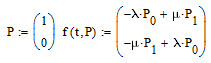 P := (1 0) f(t,P) := (-λ·P₀ + μ·P₁
-μ·P₁ + λ·P₀)